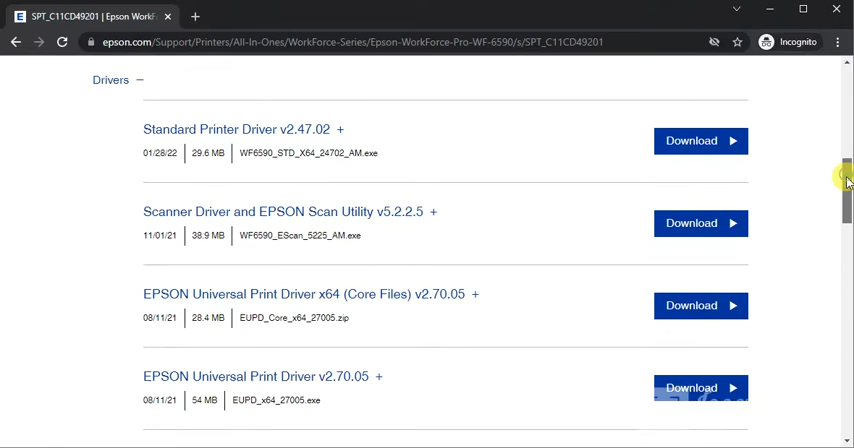 SPT_C11CD49201 | Epson WorkF
epson.com/Support/Printers/All-In-Ones/WorkForce-Series/Epson-WorkForce-Pro-WF-6590/s/SPT_C11CD49201
Incognito
Drivers −
Standard Printer Driver v2.47.02 +
01/28/22 | 29.6 MB | WF6590_STD_X64_24702_AM.exe
Download
Scanner Driver and EPSON Scan Utility v5.2.2.5 +
11/01/21 | 38.9 MB | WF6590_EScan_5225_AM.exe
Download
EPSON Universal Print Driver x64 (Core Files) v2.70.05 +
08/11/21 | 28.4 MB | EUPD_Core_x64_27005.zip
Download
EPSON Universal Print Driver v2.70.05 +
08/11/21 | 54 MB | EUPD_x64_27005.exe
Download